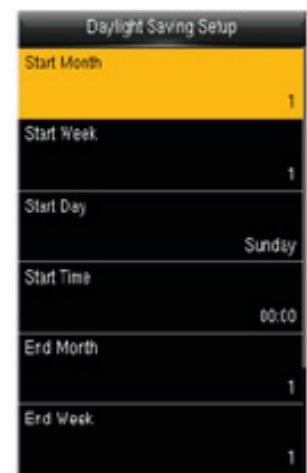 Daylight Saving Setup
Start Month
1
Start Week
1
Start Day
Sunday
Start Time
00:00
End Month
1
End Week
1